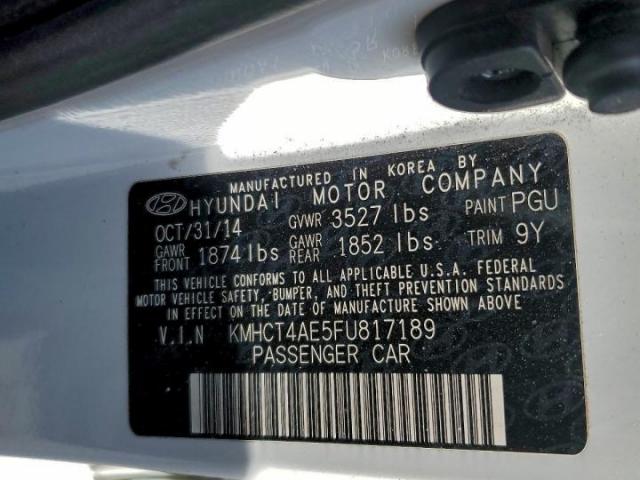 MANUFACTURED IN KOREA BY
HYUNDAI MOTOR COMPANY
OCT/31/14 GVWR 3527 lbs PAINT PGU
GAWR FRONT 1874 lbs GAWR REAR 1852 lbs TRIM 9Y
THIS VEHICLE CONFORMS TO ALL APPLICABLE U.S.A. FEDERAL
MOTOR VEHICLE SAFETY, BUMPER, AND THEFT PREVENTION STANDARDS
IN EFFECT ON THE DATE OF MANUFACTURE SHOWN ABOVE.
V.I.N KMHCT4AE5FU817189
PASSENGER CAR